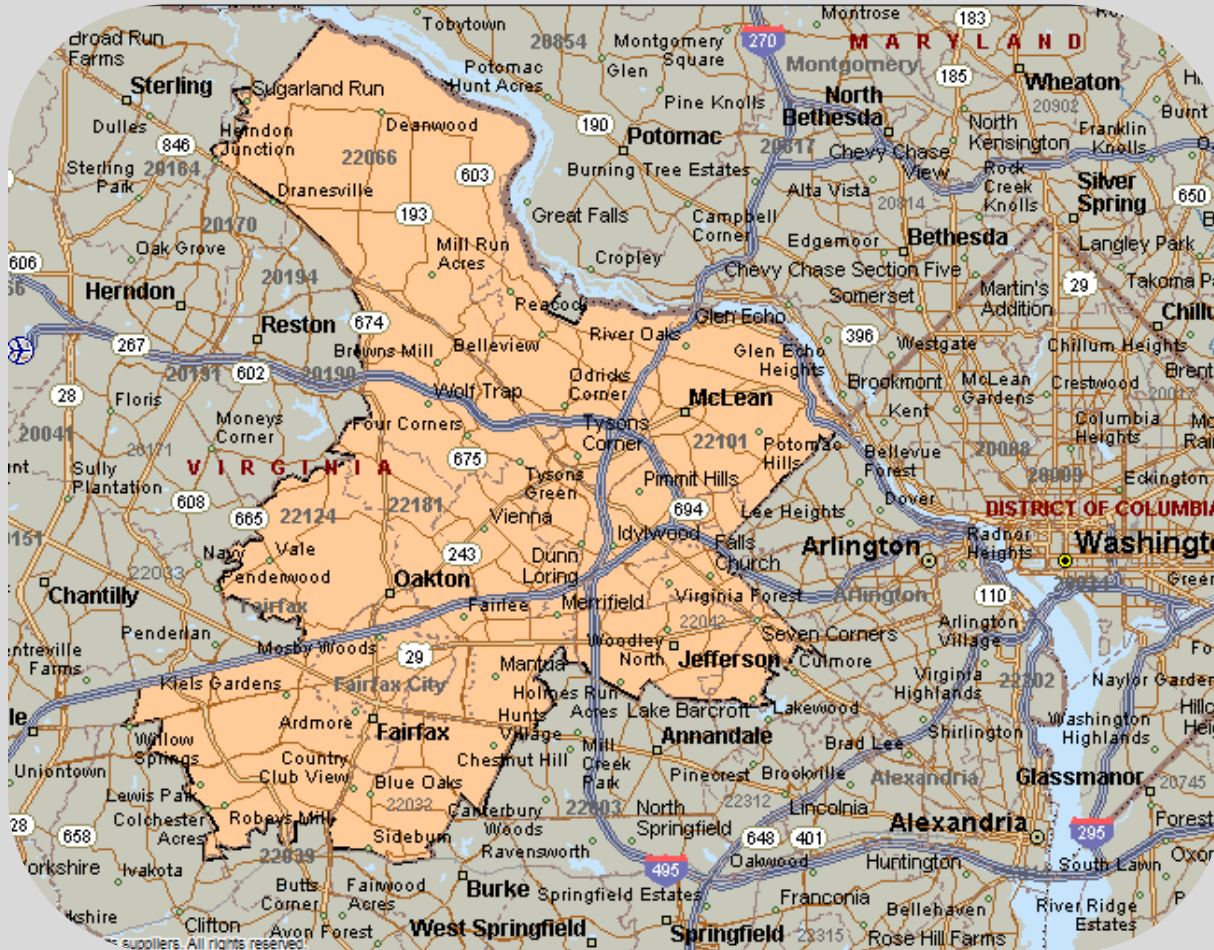 Tobytown
Montrose
183
Broad Run
Farms
20854
Montgomery
Square
270
MARYLAND
Potomac
Hunt Acres
Glen
Montgomery
185
Wheaton
Sterling
Sugarland Run
Pine Knolls
North
Bethesda
20902
Burnt
Dulles
Deanwood
190
Potomac
North
Kensington
Franklin
Knolls
846
Herndon
Junction
22066
20817
Chevy Chase
View
Sterling
Park
20164
603
Burning Tree Estates
Rock
Creek
Knolls
Silver
Spring
650
Dranesville
Alta Vista
20814
193
Great Falls
Campbell
Corner
20170
Oak Grove
Mill Run
Acres
Edgemoor
Bethesda
Langley Park
606
20194
Cropley
Chevy Chase Section Five
Takoma
Herndon
Peacock
Somerset
Martin's
Addition
29
Reston
674
River Oaks
Glen Echo
396
267
Browns Mill
Belleview
Glen Echo
Heights
Westgate
Chillum Heights
20191
602
20190
Odricks
Corner
Brookmont
McLean
Gardens
Crestwood
28
Floris
Wolf Trap
McLean
Kent
Moneys
Corner
Four Corners
Tysons
Corner
22101
Potomac
Hills
Columbia
Heights
20041
20171
675
Bellevue
Forest
20008
20009
VIRGINIA
Sully
Plantation
Tysons
Green
Pimmit Hills
Eckington
608
665
22124
22181
Vienna
694
Lee Heights
Dover
DISTRICT OF COLUMBIA
Navy
Vale
243
Dunn
Loring
Idylwood
Falls
Church
Arlington
Radnor
Heights
22033
Penderwood
Oakton
Chantilly
Fairfax
Fairlee
Merrifield
Virginia Forest
Arlington
110
Penderlan
Mosby Woods
22042
Woodley
North
Seven Corners
Arlington
Village
29
Mantua
Jefferson
Culmore
Farms
Kiels Gardens
Fairfax City
Holmes Run
Acres
Virginia
Highlands
22202
Ardmore
Fairfax
Hunts
Village
Lake Barcroft
Lakewood
Washington
Highlands
Willow
Springs
Annandale
Brad Lee
Shirlington
Uniontown
Country
Club View
Chestnut Hill
Mill
Creek
Park
Pinecrest
Brookville
Alexandria
Glassmanor
Blue Oaks
20745
Lewis Park
22032
22003
22312
Colchester
Acres
Robeys Mill
Canterbury
Woods
North
Springfield
Lincolnia
28
658
Sideburn
648
401
Alexandria
295
22039
Ravensworth
495
Oakwood
Huntington
South Lawn
Ivakota
Butts
Corner
Fairwood
Acres
Burke
Springfield Estates
Franconia
Bellehaven
River Ridge
Estates
Clifton
Avon Forest
West Springfield
Springfield
22315
Rose Hill Farms
suppliers. All rights reserved.